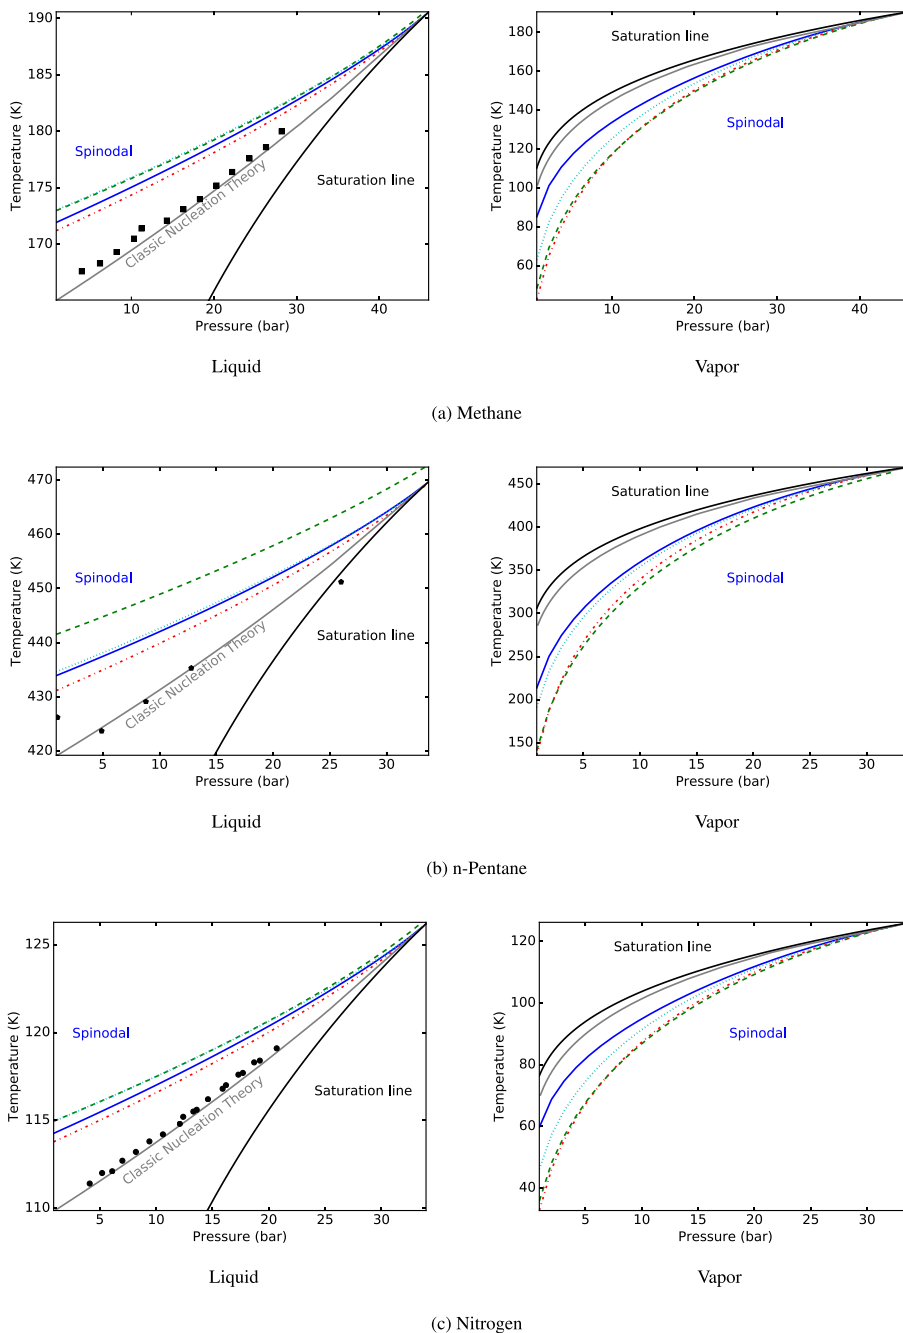 190
185
180
175
170
Temperature (K)
Spinodal
Classic Nucleation Theory
Saturation line
10 20 30 40
Pressure (bar)
Liquid
180
160
140
120
100
80
60
Temperature (K)
Saturation line
Spinodal
10 20 30 40
Pressure (bar)
Vapor
(a) Methane
470
460
450
440
430
420
Temperature (K)
Spinodal
Classic Nucleation Theory
Saturation line
5 10 15 20 25 30
Pressure (bar)
Liquid
450
400
350
300
250
200
150
Temperature (K)
Saturation line
Spinodal
5 10 15 20 25 30
Pressure (bar)
Vapor
(b) n-Pentane
125
120
115
110
Temperature (K)
Spinodal
Classic Nucleation Theory
Saturation line
5 10 15 20 25 30
Pressure (bar)
Liquid
120
100
80
60
40
Temperature (K)
Saturation line
Spinodal
5 10 15 20 25 30
Pressure (bar)
Vapor
(c) Nitrogen